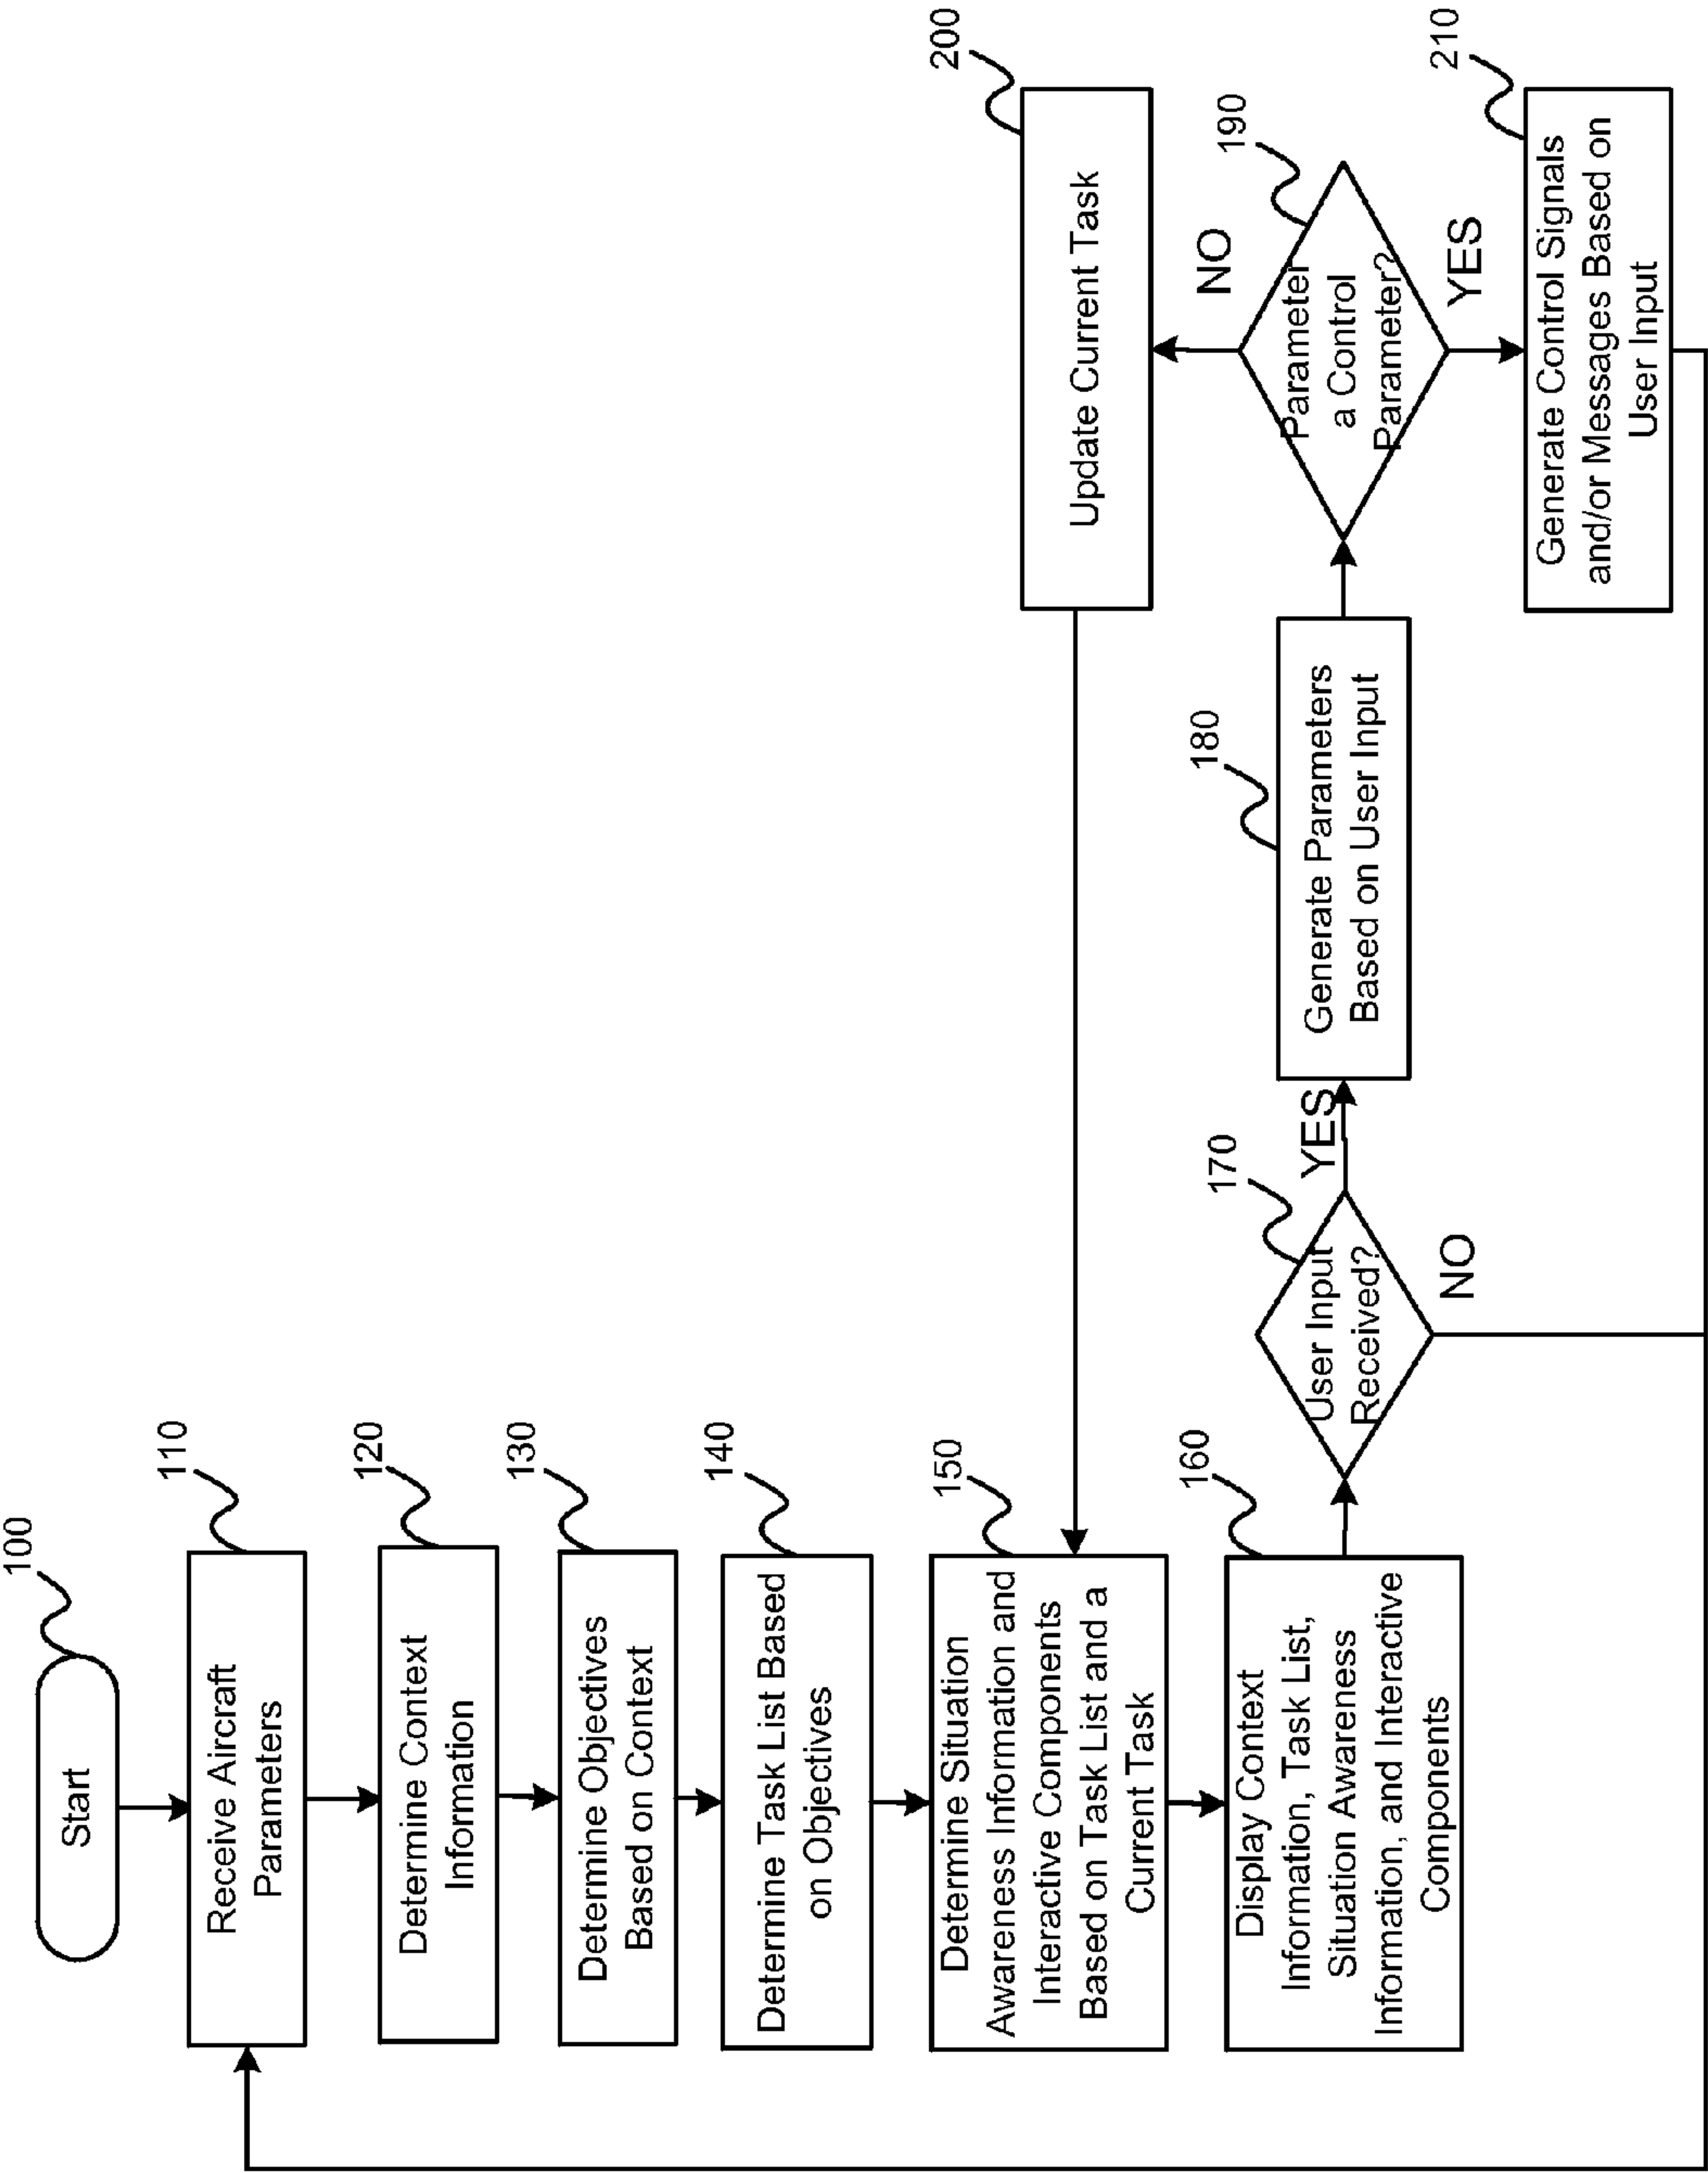 100
Start
110
Receive Aircraft
Parameters
120
Determine Context
Information
130
Determine Objectives
Based on Context
140
Determine Task List Based
on Objectives
150
Determine Situation
Awareness Information and
Interactive Components
Based on Task List and a
Current Task
160
Display Context
Information, Task List,
Situation Awareness
Information, and Interactive
Components
170
User Input
Received?
YES
NO
180
Generate Parameters
Based on User Input
190
Parameter
a Control
Parameter?
NO
YES
200
Update Current Task
210
Generate Control Signals
and/or Messages Based on
User Input